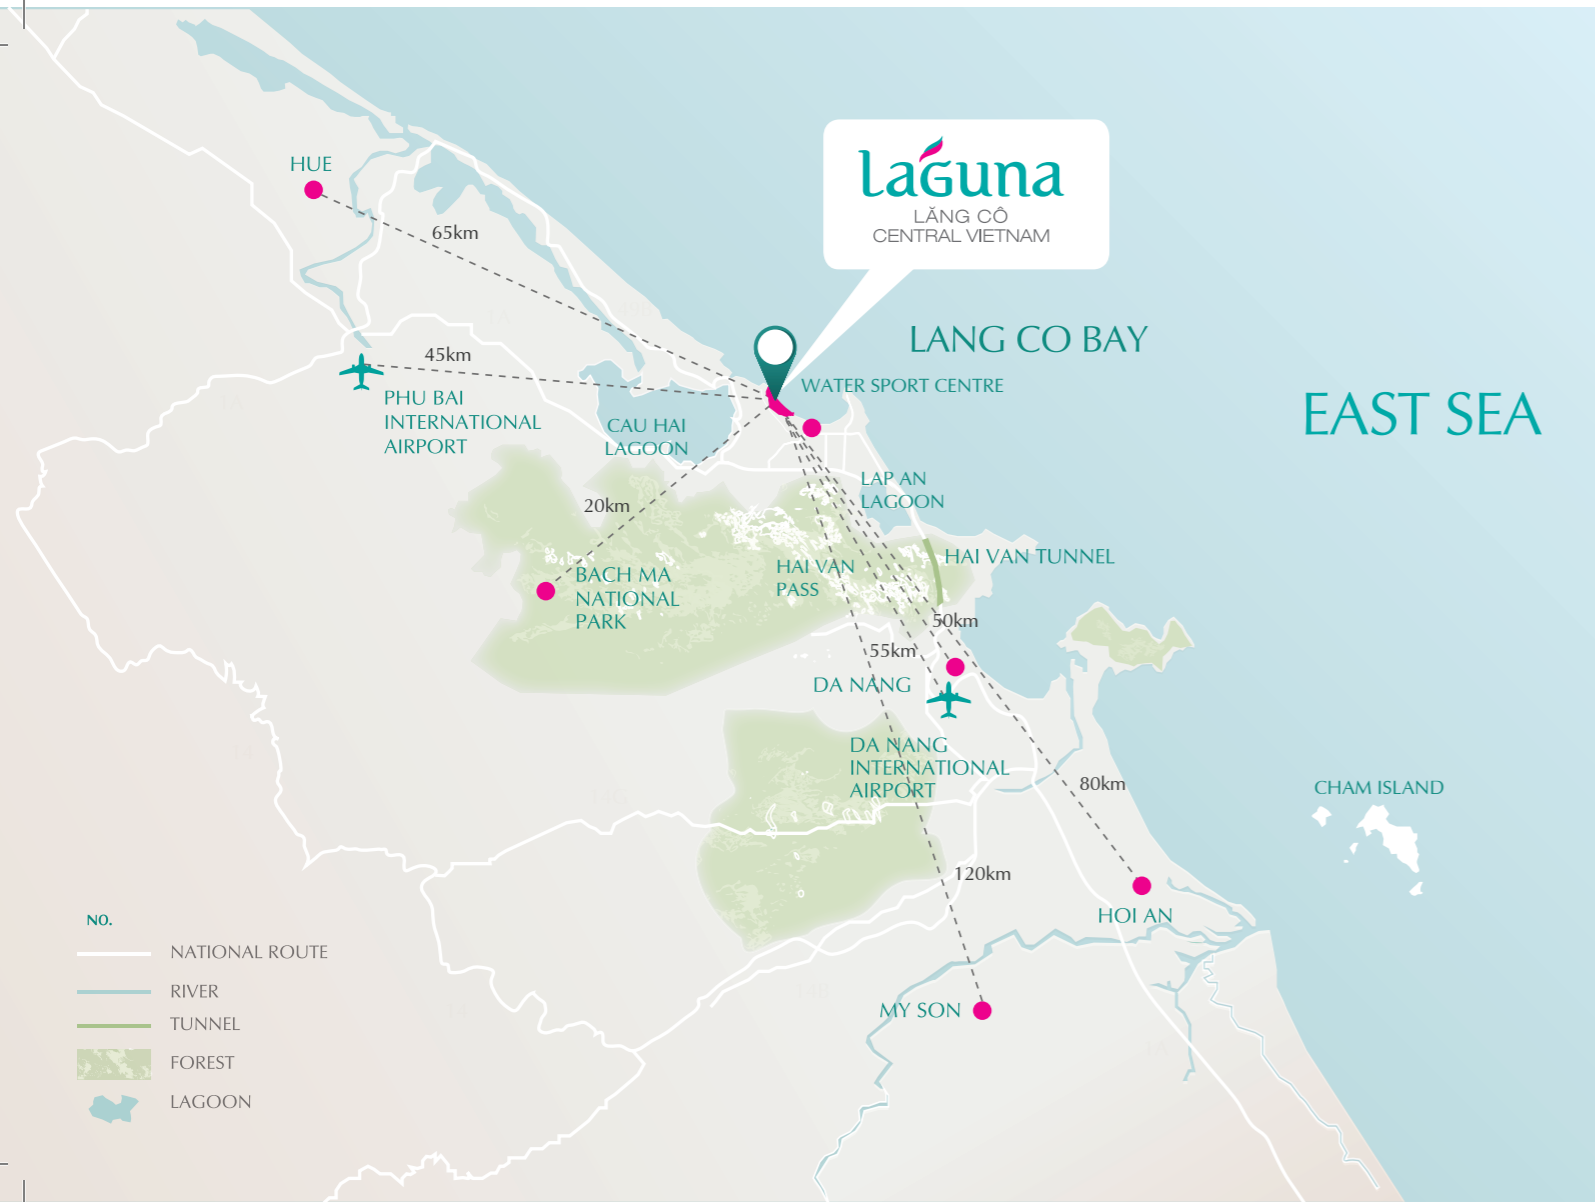 HUE
65km
laguna
LĂNG CÔ
CENTRAL VIETNAM
LANG CO BAY
45km
PHU BAI
INTERNATIONAL
AIRPORT
WATER SPORT CENTRE
EAST SEA
CAU HAI
LAGOON
LAP AN
LAGOON
20km
HAI VAN TUNNEL
HAI VAN
PASS
BACH MA
NATIONAL
PARK
50km
55km
DA NANG
DA NANG
INTERNATIONAL
AIRPORT
80km
CHAM ISLAND
120km
HOI AN
MY SON
NO.
NATIONAL ROUTE
RIVER
TUNNEL
FOREST
LAGOON